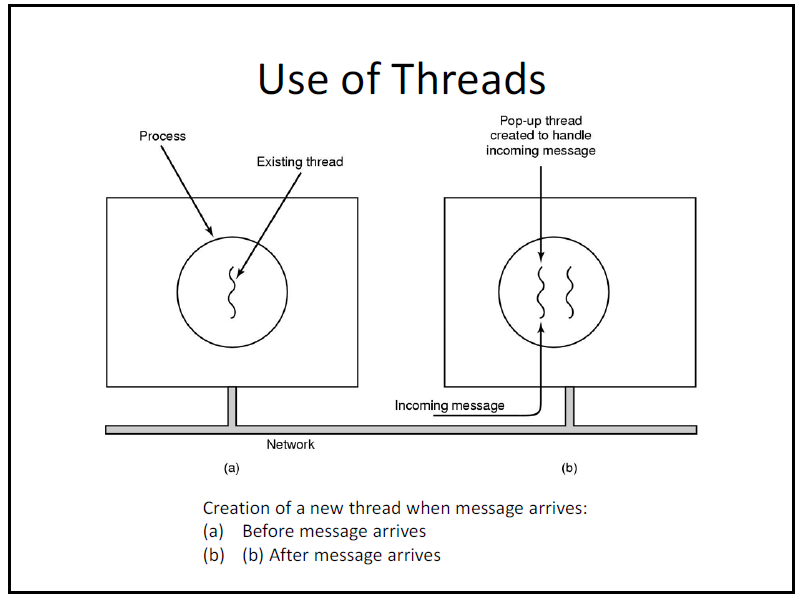 Use of Threads
Process
Existing thread
Pop-up thread
created to handle
incoming message
Incoming message
Network
(a)
(b)
Creation of a new thread when message arrives:
(a) Before message arrives
(b) (b) After message arrives